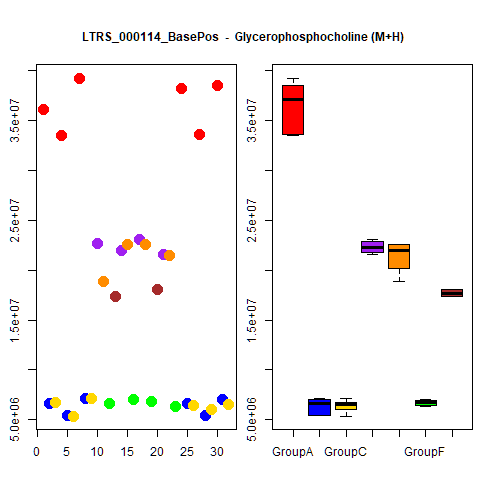 LTRS_000114_BasePos - Glycerophosphocholine (M+H)
3.5e+07
2.5e+07
1.5e+07
5.0e+06
0 5 10 15 20 25 30
3.5e+07
2.5e+07
1.5e+07
5.0e+06
GroupA GroupC GroupF